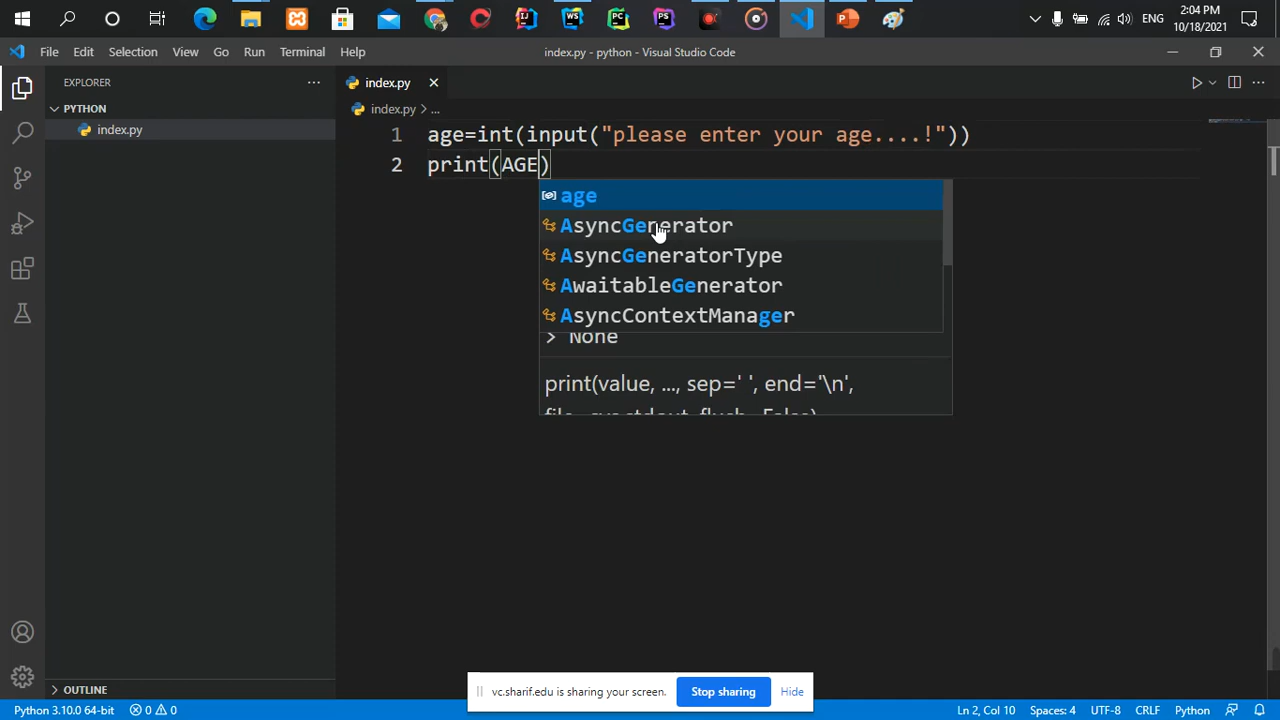 2:04 PM
ENG
10/18/2021
File Edit Selection View Go Run Terminal Help
index.py - python - Visual Studio Code
EXPLORER
index.py
PYTHON
index.py > ...
index.py
1 age=int(input("please enter your age....!"))
2 print(AGE)
age
AsyncGenerator
AsyncGeneratorType
AwaitableGenerator
AsyncContextManager
> None
print(value, ..., sep=' ', end='\n',
OUTLINE
vc.sharif.edu is sharing your screen.
Stop sharing
Hide
Python 3.10.0 64-bit 0 0 Ln 2, Col 10 Spaces: 4 UTF-8 CRLF Python